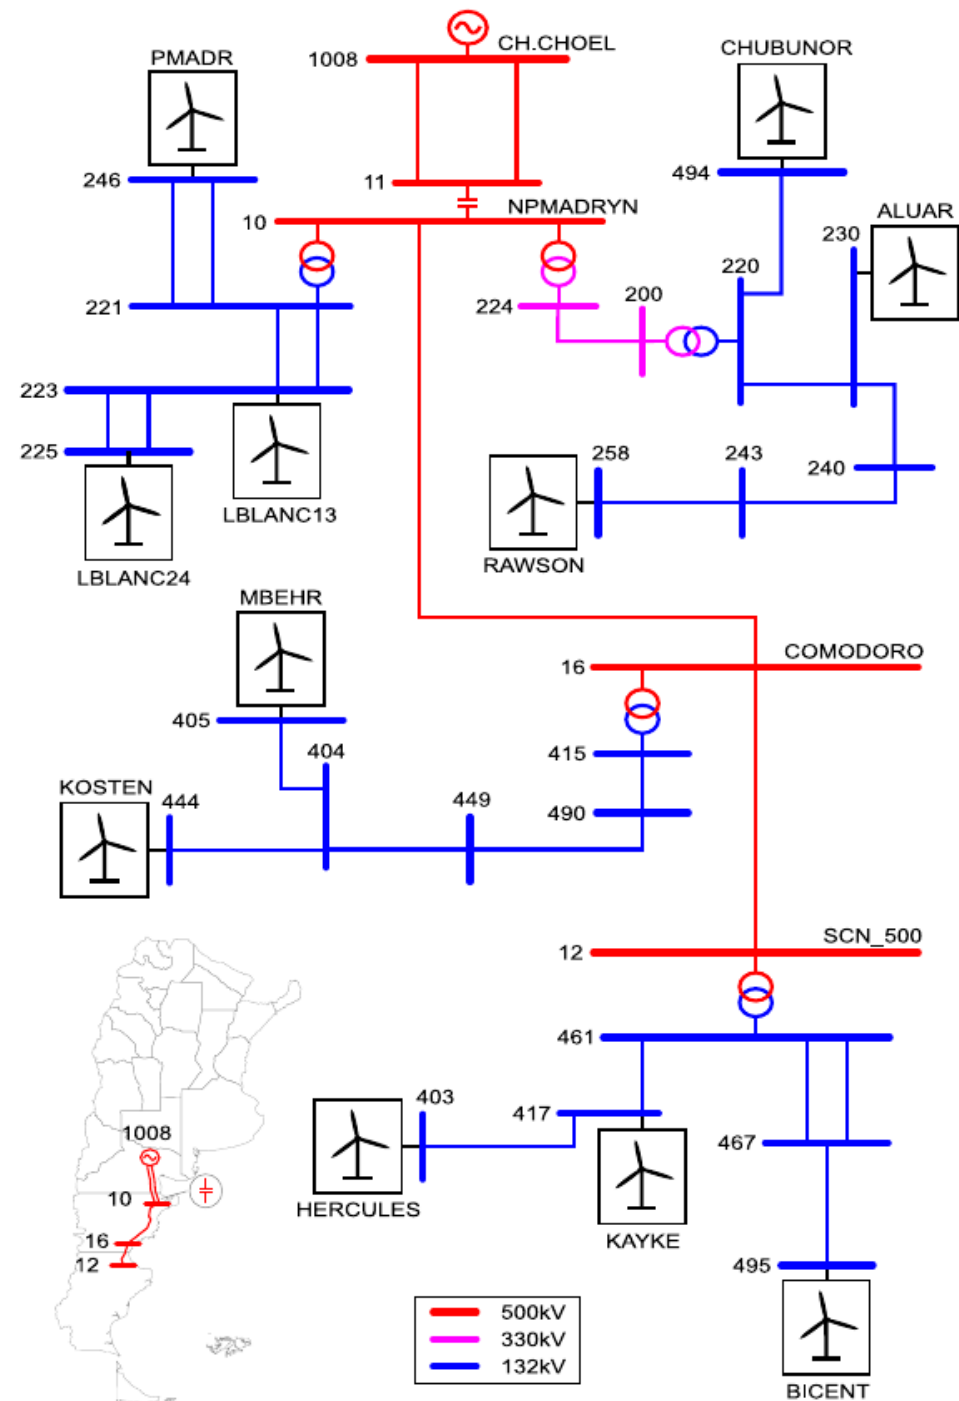 CH.CHOEL
1008
PMADR
CHUBUNOR
246
11
494
NPMADRYN
10
ALUAR
230
220
200
224
221
223
225
LBLANC13
LBLANC24
258
243
240
RAWSON
MBEHR
COMODORO
16
405
404
415
KOSTEN
444
449
490
SCN_500
12
461
403
417
467
HERCULES
KAYKE
495
BICENT
1008
10
16
12
500kV
330kV
132kV